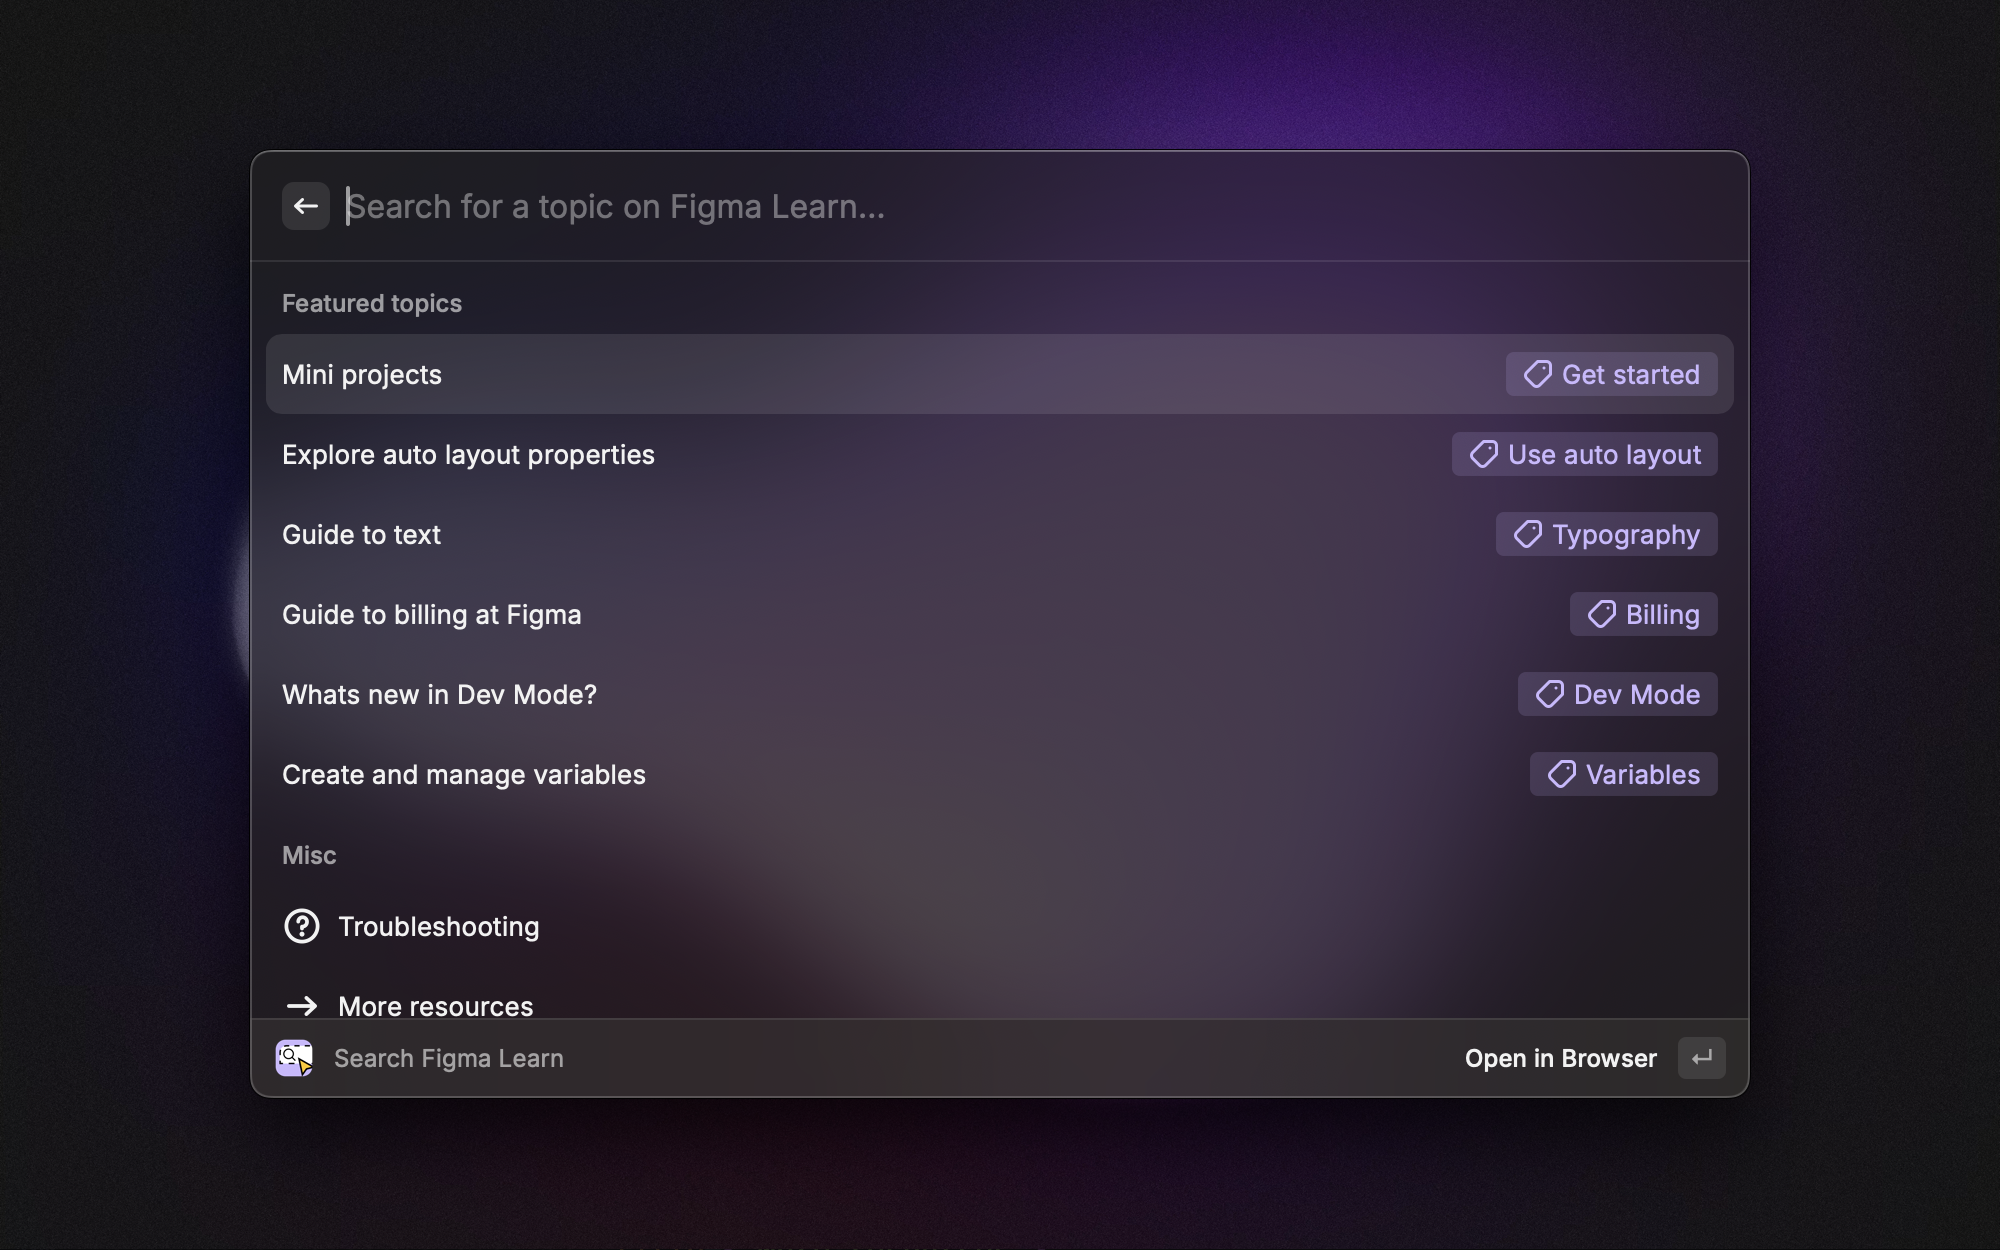 Search for a topic on Figma Learn...
Featured topics
Mini projects
Get started
Explore auto layout properties
Use auto layout
Guide to text
Typography
Guide to billing at Figma
Billing
Whats new in Dev Mode?
Dev Mode
Create and manage variables
Variables
Misc
Troubleshooting
More resources
Search Figma Learn
Open in Browser